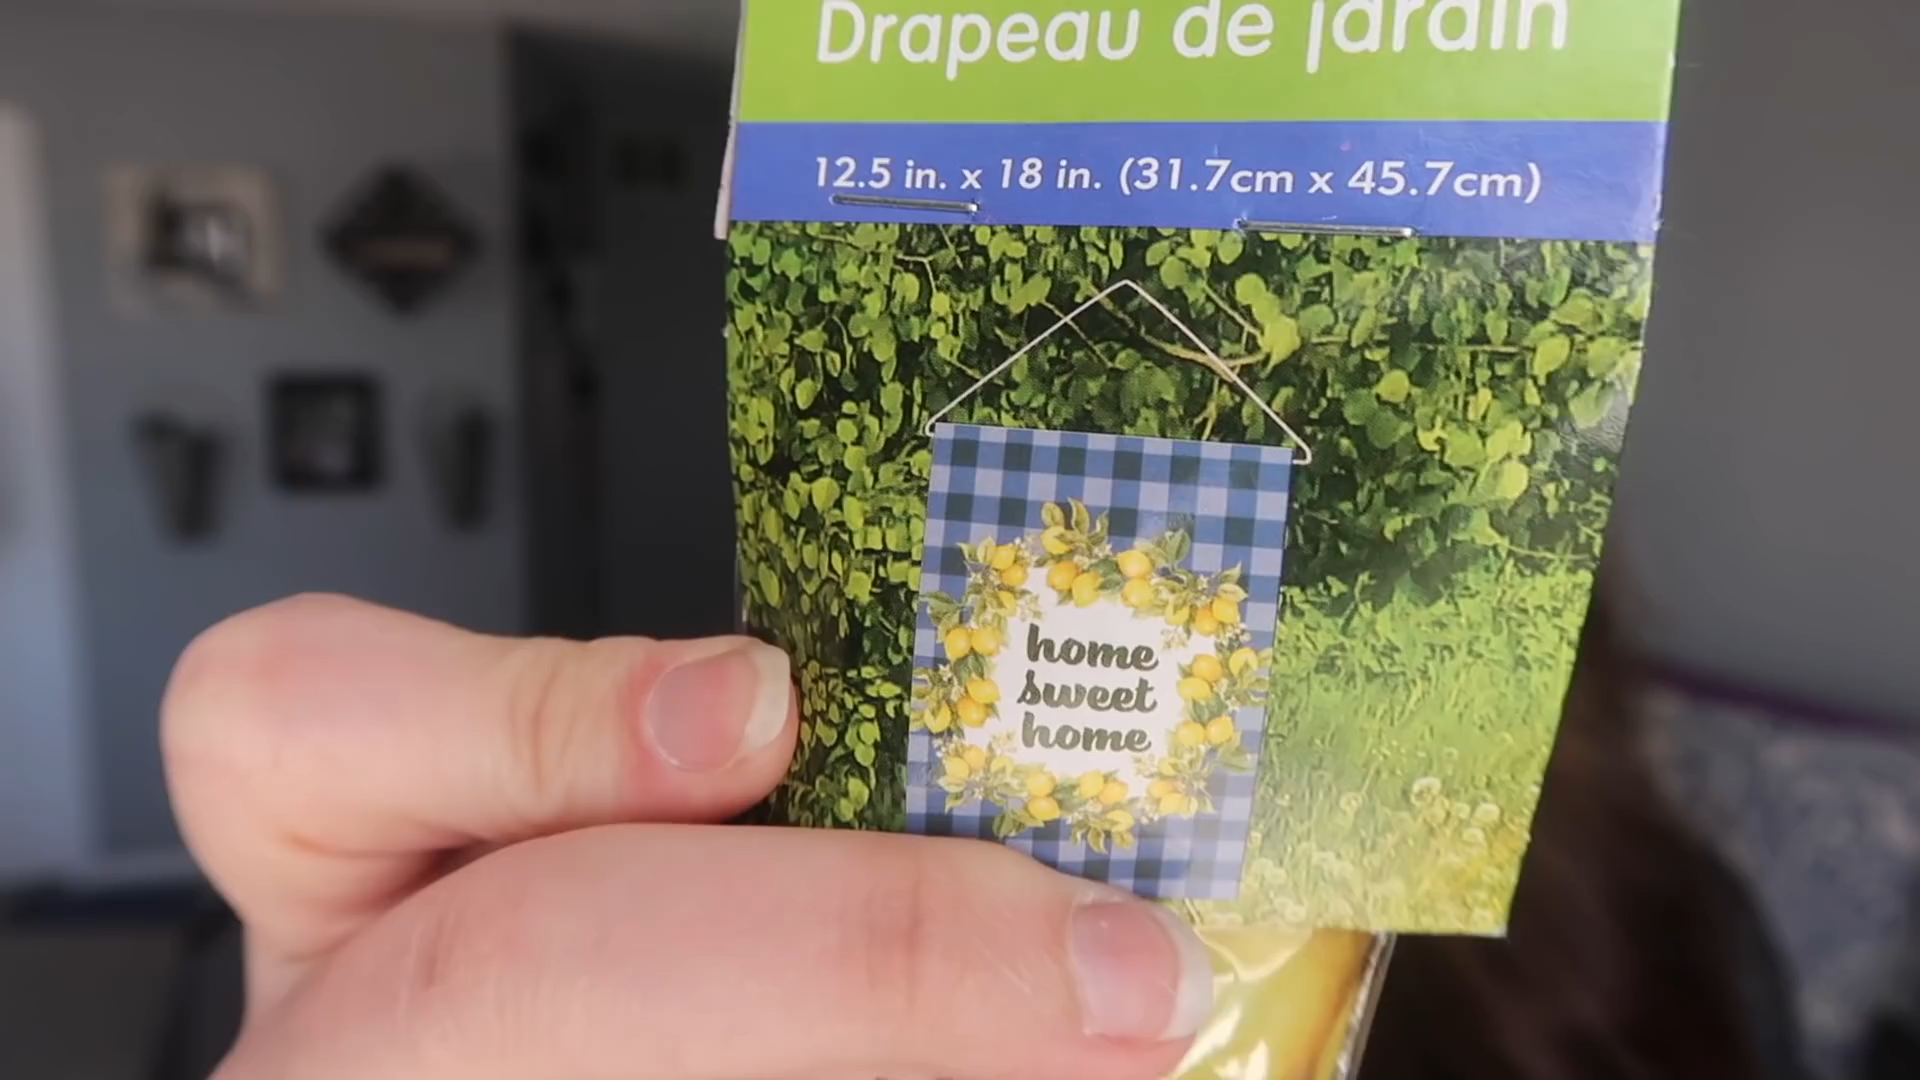 Drapeau de jardin
12.5 in. x 18 in. (31.7cm x 45.7cm)
home
sweet
home